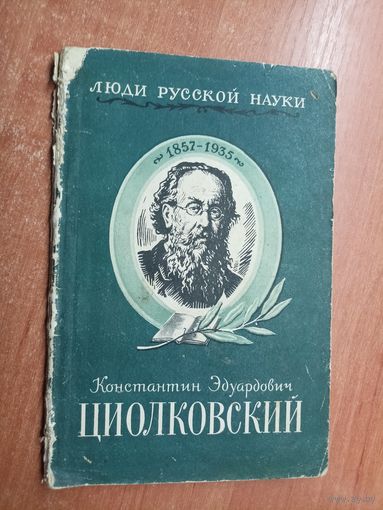 ЛЮДИ РУССКОЙ НАУКИ
~1857-1935~
Константин Эдуардович
ЦИОЛКОВСКИЙ